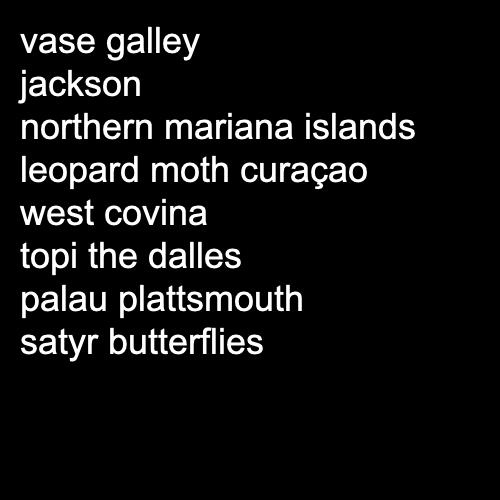 vase galley
jackson
northern mariana islands
leopard moth curaçao
west covina
topi the dalles
palau plattsmouth
satyr butterflies